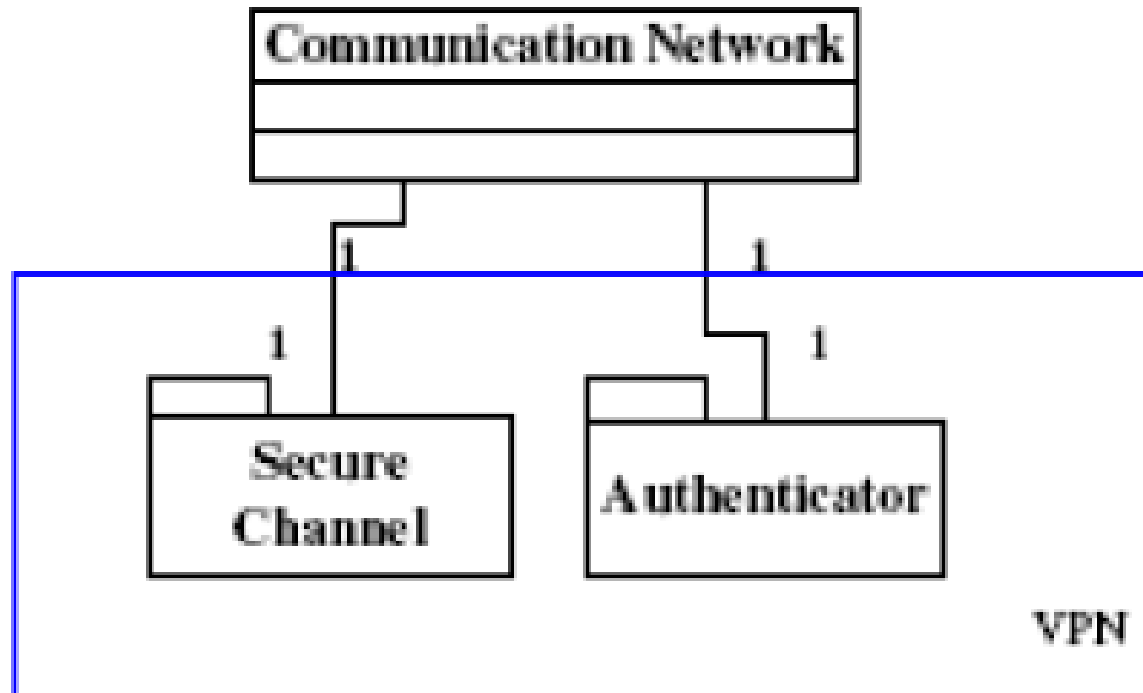 Communication Network
1
1
1
1
Secure
Channel
Authenticator
VPN